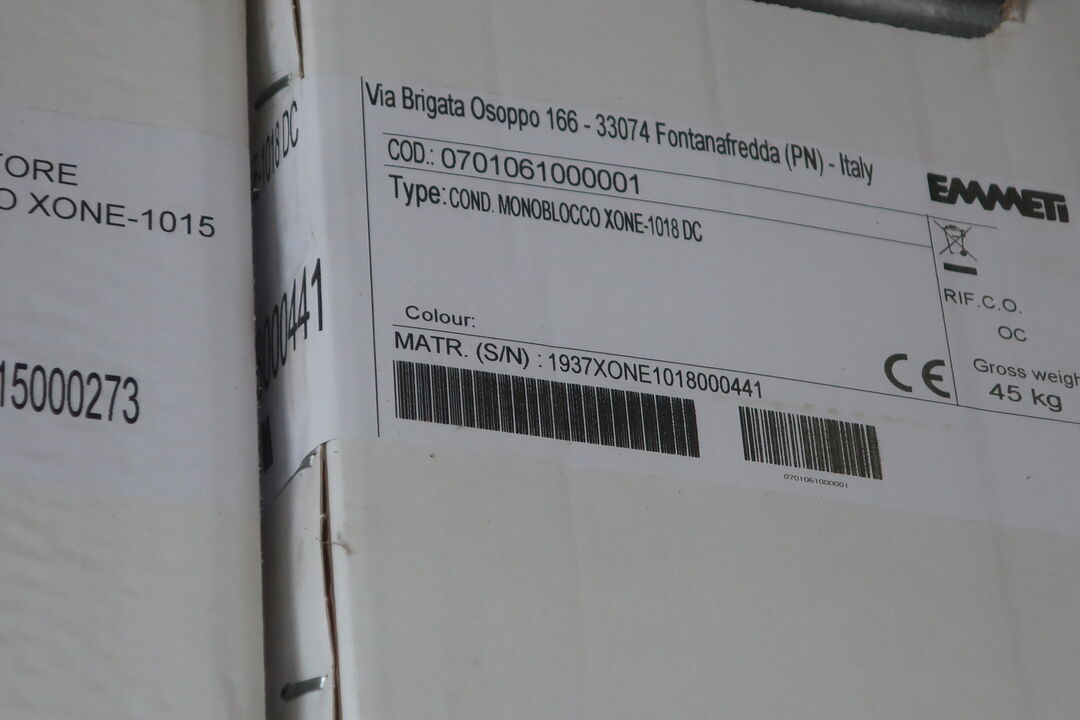 TORE
O XONE-1015
15000273
-1018 DC
000441
Via Brigata Osoppo 166 - 33074 Fontanafredda (PN) - Italy
COD.: 0701061000001
Type: COND. MONOBLOCCO XONE-1018 DC
EMMETI
RIF.C.O.
OC
Gross weigh
45 kg
Colour:
CE
MATR. (S/N) : 1937XONE1018000441
0701061000001